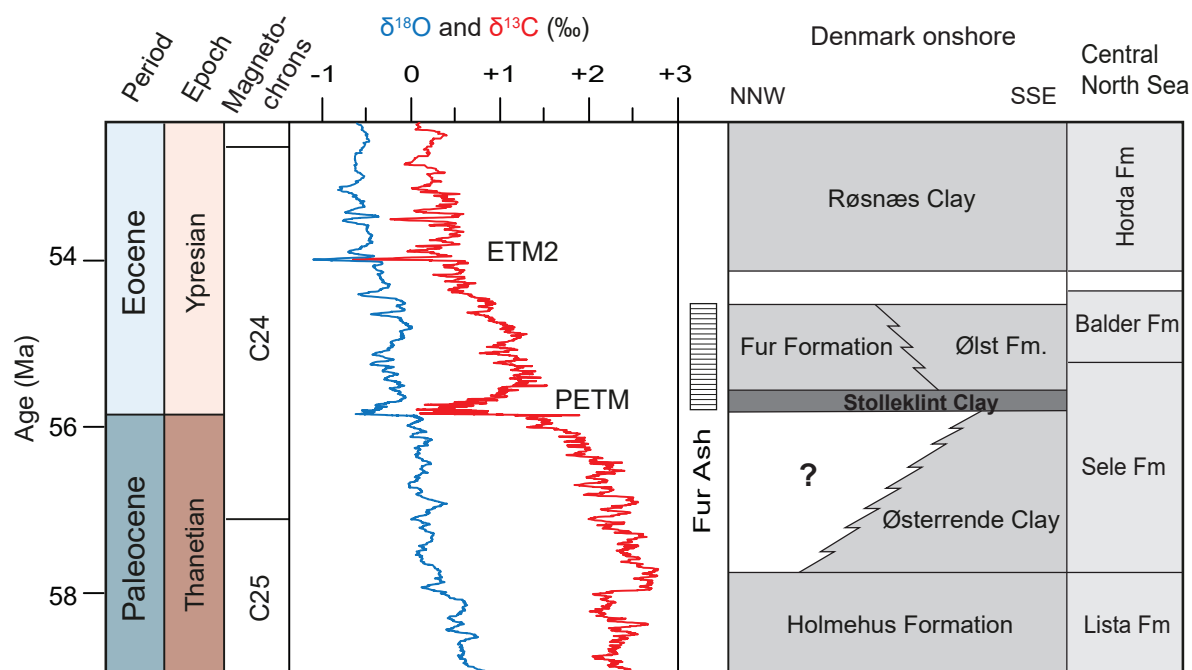 Period
Epoch
Magneto-
chrons
δ¹⁸O and δ¹³C (‰)
-1 0 +1 +2 +3
Denmark onshore
NNW SSE
Central
North Sea
Age (Ma)
54
56
58
Eocene
Paleocene
Ypresian
Thanetian
C24
C25
ETM2
PETM
Fur Ash
Røsnæs Clay
Fur Formation
Ølst Fm.
Stolleklint Clay
?
Østerrende Clay
Holmehus Formation
Horda Fm
Balder Fm
Sele Fm
Lista Fm